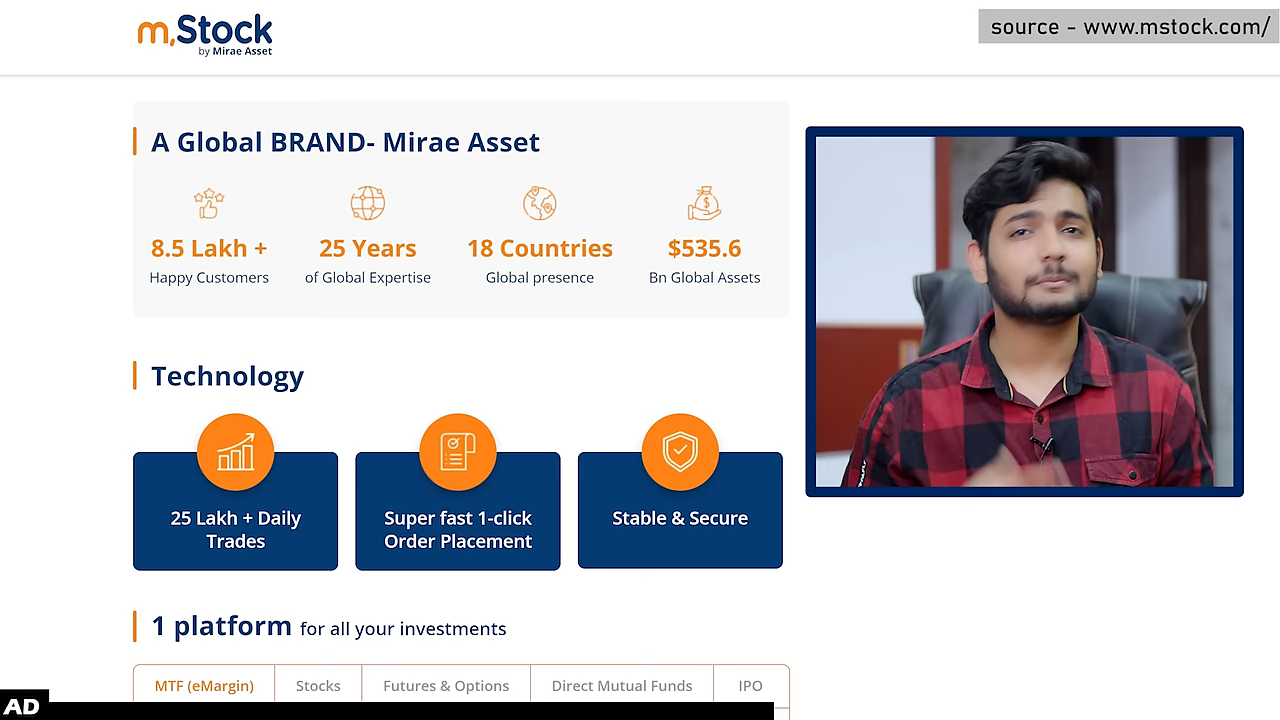 m.Stock
by Mirae Asset
source - www.mstock.com/
A Global BRAND- Mirae Asset
8.5 Lakh +
Happy Customers
25 Years
of Global Expertise
18 Countries
Global presence
$535.6
Bn Global Assets
Technology
25 Lakh + Daily
Trades
Super fast 1-click
Order Placement
Stable & Secure
1 platform for all your investments
MTF (eMargin)
Stocks
Futures & Options
Direct Mutual Funds
IPO
AD